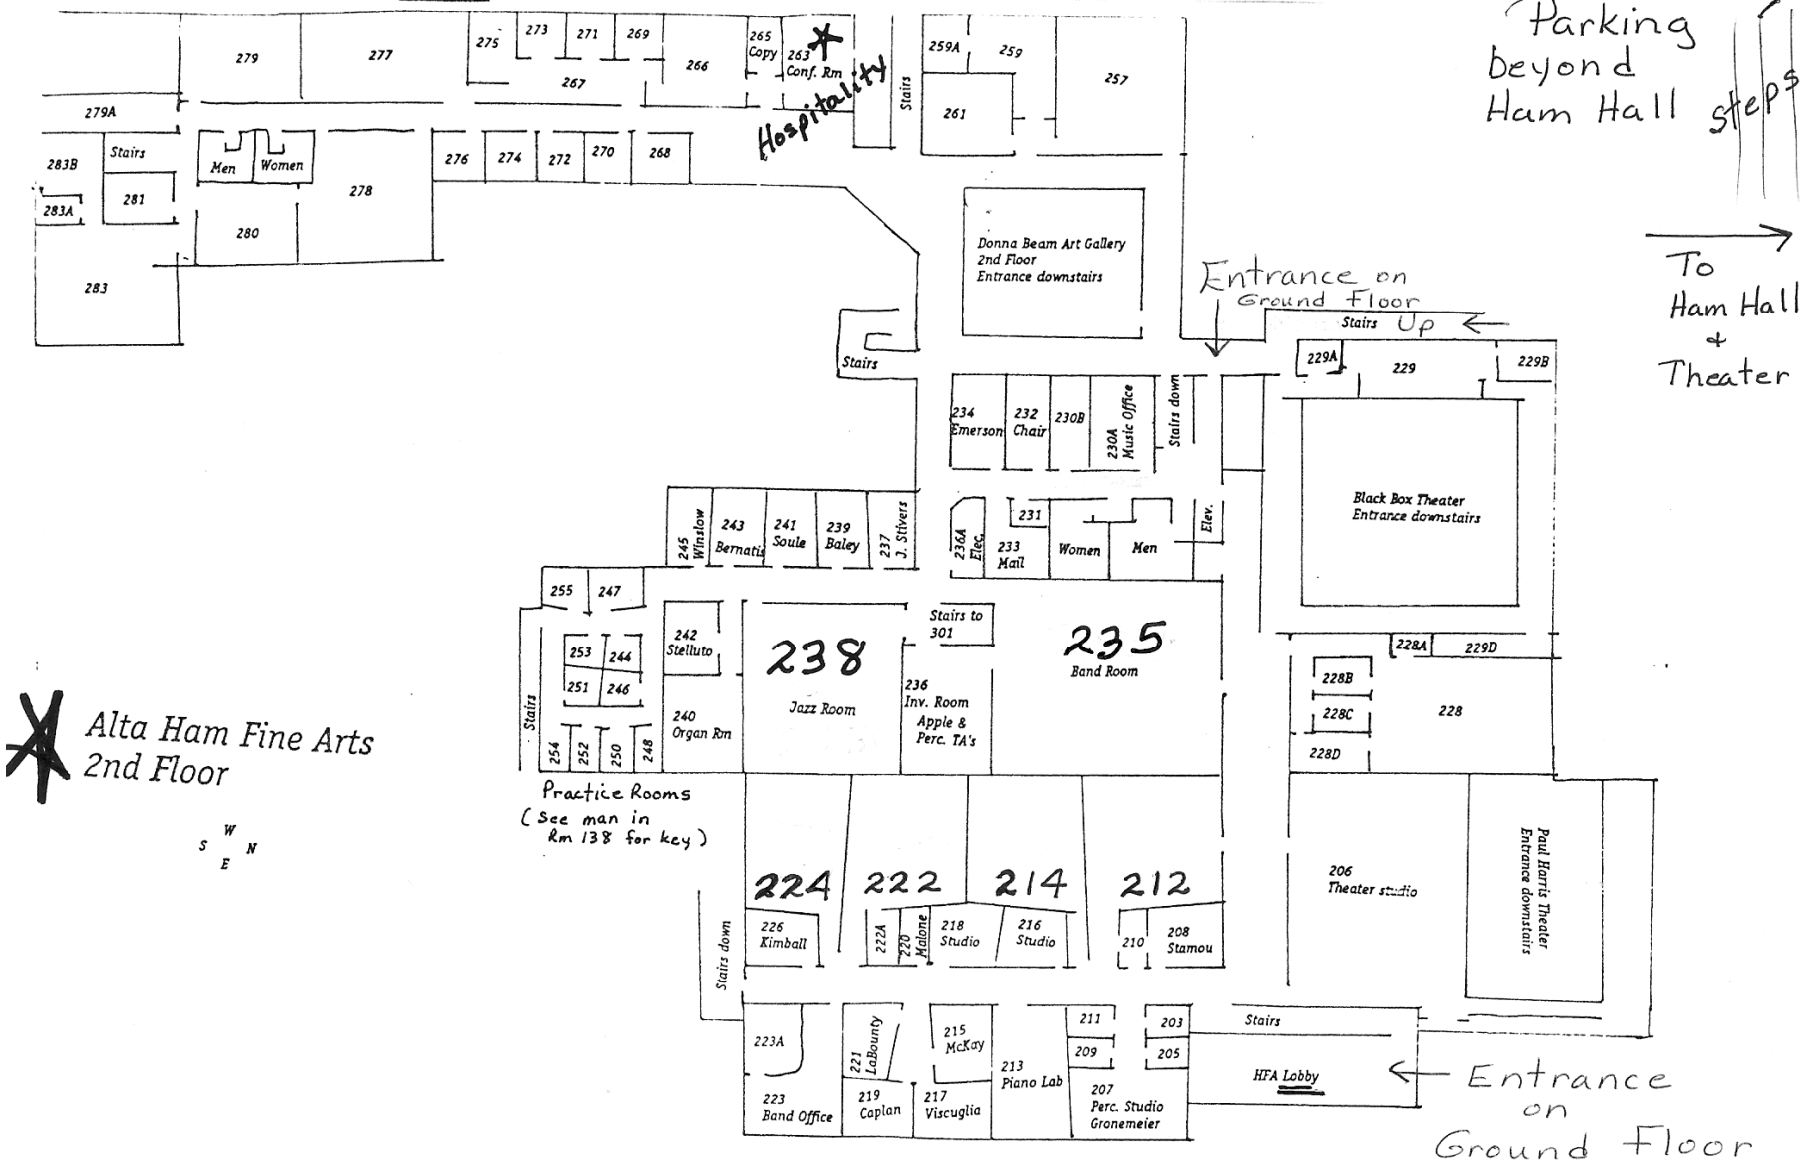 279
277
275
273
271
269
267
266
265
Copy
263
Conf. Rm
Hospitality
Stairs
259A
259
257
261
Parking
beyond
Ham Hall
steps
279A
283B
Stairs
Men
Women
278
276
274
272
270
268
283A
281
280
283
Donna Beam Art Gallery
2nd Floor
Entrance downstairs
Entrance on
Ground Floor
To
Ham Hall
&
Theater
Stairs Up
Stairs
229A
229
229B
234
Emerson
232
Chair
230B
230A
Music Office
Stairs down
Black Box Theater
Entrance downstairs
245
Winslow
243
Bernatis
241
Soule
239
Baley
237
J. Stivers
236A
Elec.
231
233
Mail
Women
Men
Elev.
255
247
242
Stelluto
238
Jazz Room
Stairs to
301
235
Band Room
228A
229D
253
244
251
246
Stairs
240
Organ Rm
236
Inv. Room
Apple &
Perc. TA's
228B
228C
228
228D
254
252
250
248
Alta Ham Fine Arts
2nd Floor
W
S N
E
Practice Rooms
(See man in
Rm 138 for key)
224
222
214
212
206
Theater studio
Paul Harris Theater
Entrance downstairs
Stairs down
226
Kimball
222A
220
Malone
218
Studio
216
Studio
210
208
Stamou
223A
221
LaBounty
215
McKay
213
Piano Lab
211
203
209
205
Stairs
HFA Lobby
Entrance
on
Ground Floor
223
Band Office
219
Caplan
217
Viscuglia
207
Perc. Studio
Gronemeier